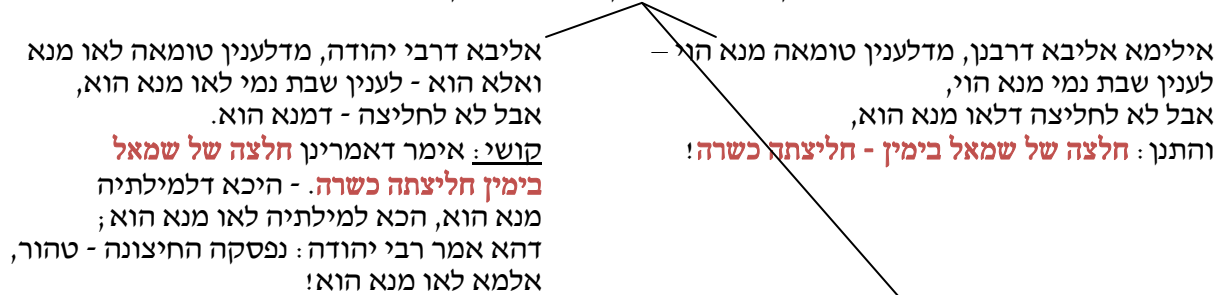 אילימא אליבא דרבנן, מדלענין טומאה מנא הוי –
לענין שבת נמי מנא הוי,
אבל לא לחליצה דלאו מנא הוא,
והתנן: חלצה של שמאל בימין - חליצתה כשרה!
אליבא דרבי יהודה, מדלענין טומאה לאו מנא
ואלא הוא - לענין שבת נמי לאו מנא הוא,
אבל לא לחליצה - דמנא הוא.
קושי: אימר דאמרינן חלצה של שמאל
בימין חליצתה כשרה. - היכא דלמילתיה
מנא הוא, הכא למילתיה לאו מנא הוא;
דהא אמר רבי יהודה: נפסקה החיצונה - טהור,
אלמא לאו מנא הוא!